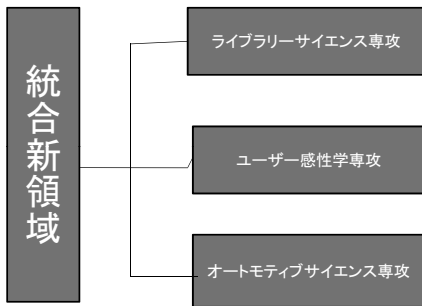 統合新領域
ライブラリーサイエンス専攻
ユーザー感性学専攻
オートモティブサイエンス専攻